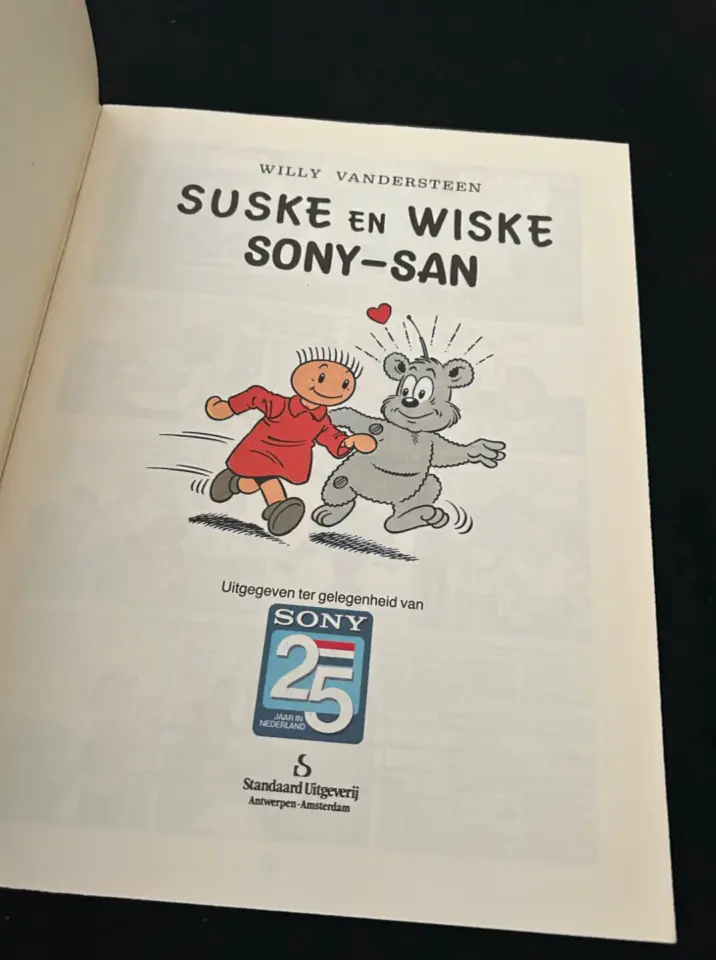 WILLY VANDERSTEEN
SUSKE EN WISKE
SONY-SAN
Uitgegeven ter gelegenheid van
SONY
25
JAAR IN
NEDERLAND
Standaard Uitgeverij
Antwerpen-Amsterdam